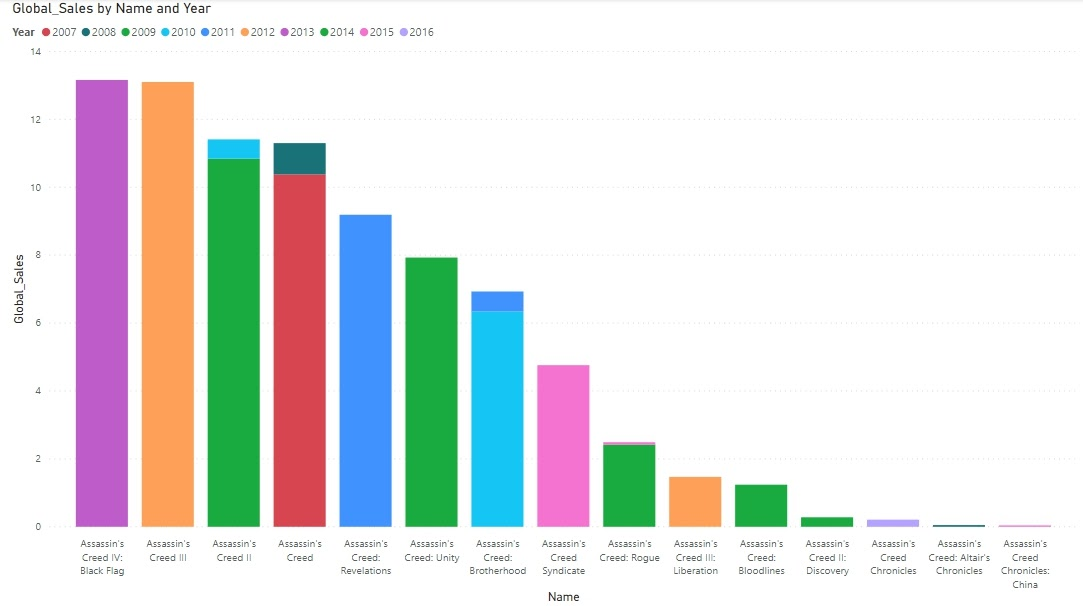 Global_Sales by Name and Year
Year 2007 2008 2009 2010 2011 2012 2013 2014 2015 2016
14
12
10
8
6
4
2
0
Global_Sales
Assassin's
Creed IV:
Black Flag
Assassin's
Creed III
Assassin's
Creed II
Assassin's
Creed
Assassin's
Creed:
Revelations
Assassin's
Creed: Unity
Assassin's
Creed:
Brotherhood
Assassin's
Creed
Syndicate
Assassin's
Creed: Rogue
Assassin's
Creed III:
Liberation
Assassin's
Creed:
Bloodlines
Assassin's
Creed II:
Discovery
Assassin's
Creed
Chronicles
Assassin's
Creed: Altair's
Chronicles
Assassin's
Creed
Chronicles:
China
Name